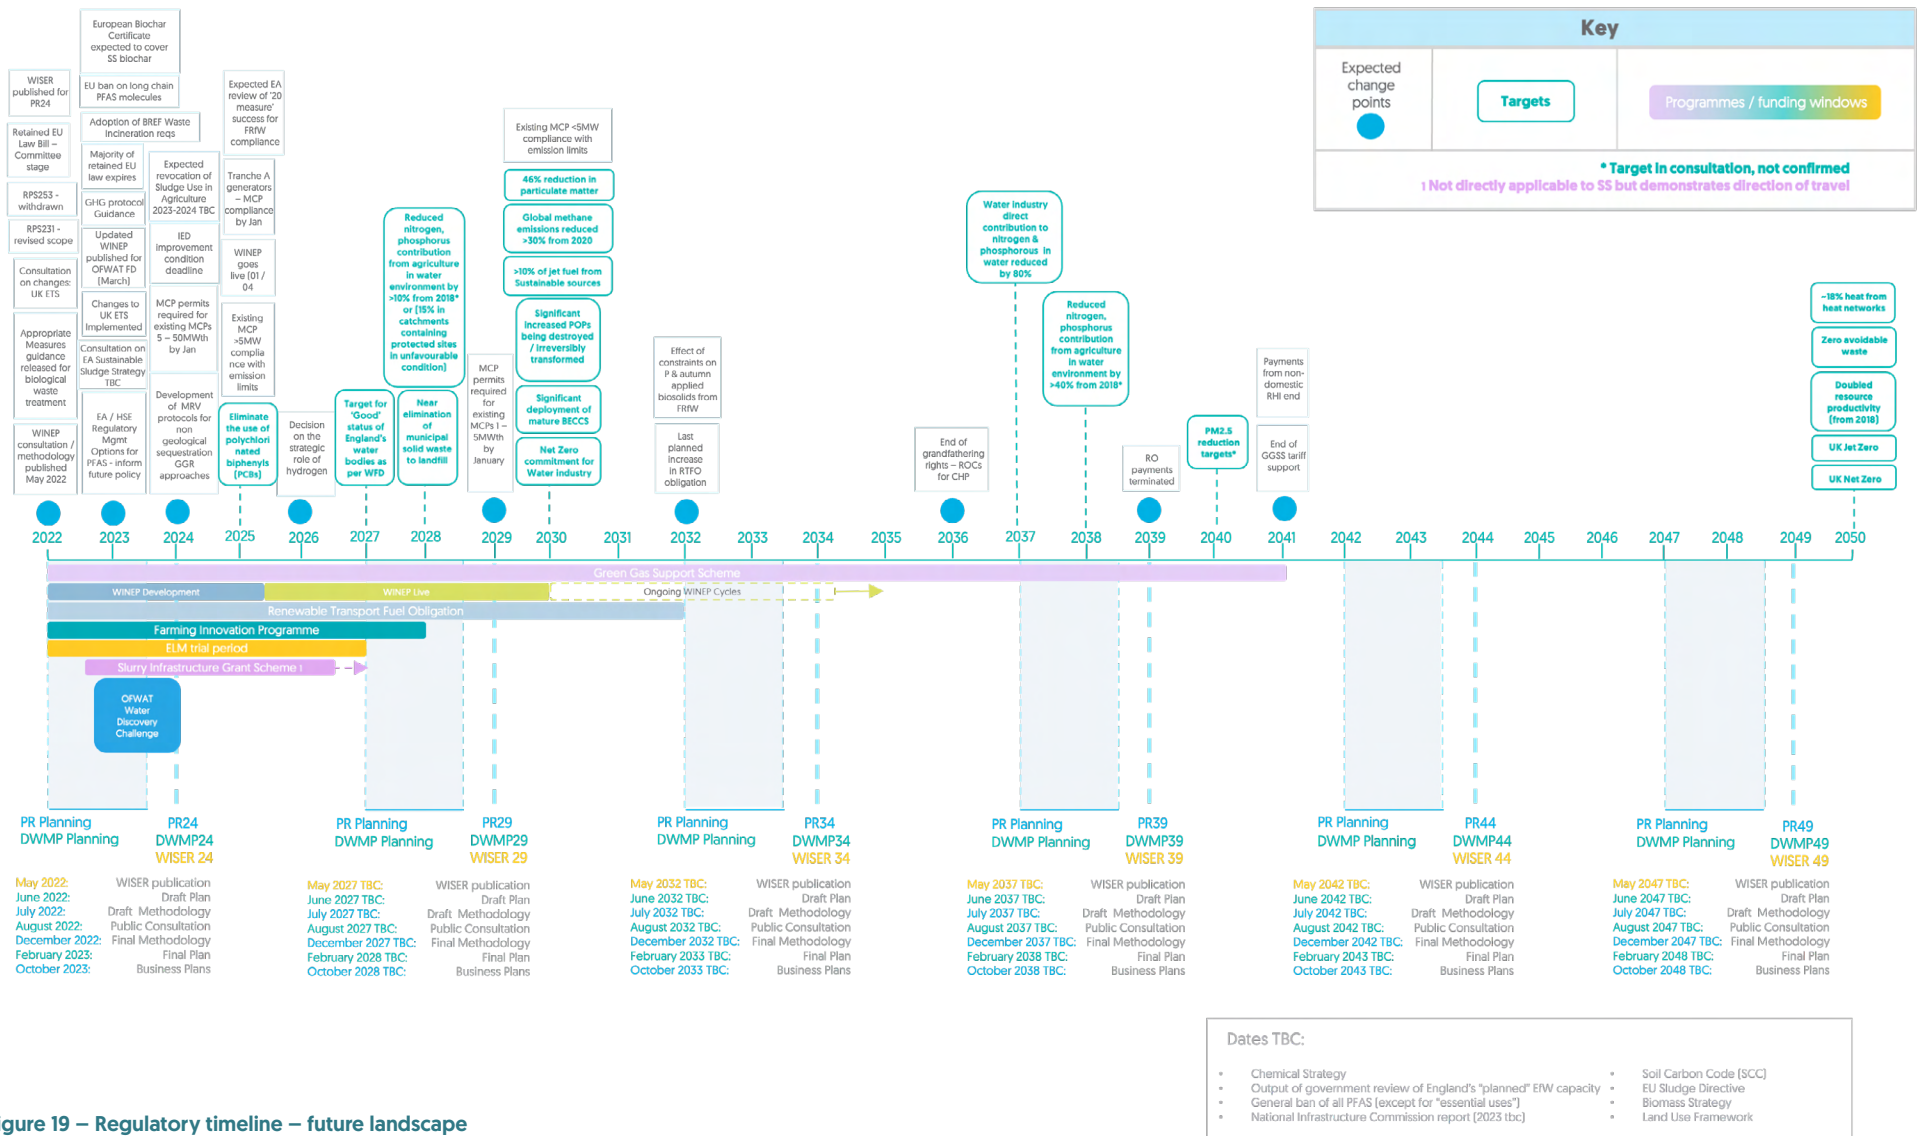 European Biochar
Certificate
expected to cover
SS biochar
WISER
published for
PR24
EU ban on long chain
PFAS molecules
Adoption of BREF Waste
Incineration reqs
Retained EU
Law Bill –
Committee
stage
Majority of
retained EU
law expires
Expected
revocation of
Sludge Use in
Agriculture
2023-2024 TBC
Expected EA
review of '20
measure'
success for
FRfW
compliance
RPS253 -
withdrawn
GHG protocol
Guidance
Tranche A
generators
– MCP
compliance
by Jan
RPS231 -
revised scope
Updated
WINEP
published for
OFWAT FD
(March)
IED
improvement
condition
deadline
WINEP
goes
live (01 /
04
Consultation
on changes:
UK ETS
Changes to
UK ETS
Implemented
MCP permits
required for
existing MCPs
5 – 50MWth
by Jan
Existing
MCP
>5MW
complia
nce with
emission
limits
Appropriate
Measures
guidance
released for
biological
waste
treatment
Consultation on
EA Sustainable
Sludge Strategy
TBC
Development
of MRV
protocols for
non
geological
sequestration
GGR
approaches
WINEP
consultation /
methodology
published
May 2022
EA / HSE
Regulatory
Mgmt
Options for
PFAS - inform
future policy
Eliminate
the use of
polychlori
nated
biphenyls
(PCBs)
Decision
on the
strategic
role of
hydrogen
Target for
'Good'
status of
England's
water
bodies as
per WFD
Reduced
nitrogen,
phosphorus
contribution
from agriculture
in water
environment by
>10% from 2018*
or (15% in
catchments
containing
protected sites
in unfavourable
condition)
Near
elimination
of
municipal
solid waste
to landfill
MCP
permits
required
for
existing
MCPs 1 –
5MWth
by
January
Existing MCP <5MW
compliance with
emission limits
46% reduction in
particulate matter
Global methane
emissions reduced
>30% from 2020
>10% of jet fuel from
Sustainable sources
Significant
increased POPs
being destroyed
/ irreversibly
transformed
Significant
deployment of
mature BECCS
Net Zero
commitment for
Water industry
Effect of
constraints on
P & autumn
applied
biosolids from
FRfW
Last
planned
increase
in RTFO
obligation
End of
grandfathering
rights – ROCs
for CHP
Water industry
direct
contribution to
nitrogen &
phosphorous in
water reduced
by 80%
Reduced
nitrogen,
phosphorus
contribution
from agriculture
in water
environment by
>40% from 2018*
RO
payments
terminated
PM2.5
reduction
targets*
Payments
from non-
domestic
RHI end
End of
GGSS tariff
support
~18% heat from
heat networks
Zero avoidable
waste
Doubled
resource
productivity
(from 2018)
UK Jet Zero
UK Net Zero
Key
Expected
change
points
Targets
Programmes / funding windows
* Target in consultation, not confirmed
1 Not directly applicable to SS but demonstrates direction of travel
2022 2023 2024 2025 2026 2027 2028 2029 2030 2031 2032 2033 2034 2035 2036 2037 2038 2039 2040 2041 2042 2043 2044 2045 2046 2047 2048 2049 2050
Green Gas Support Scheme
WINEP Development WINEP Live Ongoing WINEP Cycles
Renewable Transport Fuel Obligation
Farming Innovation Programme
ELM trial period
Slurry Infrastructure Grant Scheme 1
OFWAT
Water
Discovery
Challenge
PR Planning
DWMP Planning
PR24
DWMP24
WISER 24
May 2022: WISER publication
June 2022: Draft Plan
July 2022: Draft Methodology
August 2022: Public Consultation
December 2022: Final Methodology
February 2023: Final Plan
October 2023: Business Plans
PR Planning
DWMP Planning
PR29
DWMP29
WISER 29
May 2027 TBC: WISER publication
June 2027 TBC: Draft Plan
July 2027 TBC: Draft Methodology
August 2027 TBC: Public Consultation
December 2027 TBC: Final Methodology
February 2028 TBC: Final Plan
October 2028 TBC: Business Plans
PR Planning
DWMP Planning
PR34
DWMP34
WISER 34
May 2032 TBC: WISER publication
June 2032 TBC: Draft Plan
July 2032 TBC: Draft Methodology
August 2032 TBC: Public Consultation
December 2032 TBC: Final Methodology
February 2033 TBC: Final Plan
October 2033 TBC: Business Plans
PR Planning
DWMP Planning
PR39
DWMP39
WISER 39
May 2037 TBC: WISER publication
June 2037 TBC: Draft Plan
July 2037 TBC: Draft Methodology
August 2037 TBC: Public Consultation
December 2037 TBC: Final Methodology
February 2038 TBC: Final Plan
October 2038 TBC: Business Plans
PR Planning
DWMP Planning
PR44
DWMP44
WISER 44
May 2042 TBC: WISER publication
June 2042 TBC: Draft Plan
July 2042 TBC: Draft Methodology
August 2042 TBC: Public Consultation
December 2042 TBC: Final Methodology
February 2043 TBC: Final Plan
October 2043 TBC: Business Plans
PR Planning
DWMP Planning
PR49
DWMP49
WISER 49
May 2047 TBC: WISER publication
June 2047 TBC: Draft Plan
July 2047 TBC: Draft Methodology
August 2047 TBC: Public Consultation
December 2047 TBC: Final Methodology
February 2048 TBC: Final Plan
October 2048 TBC: Business Plans
Dates TBC:
• Chemical Strategy
• Output of government review of England's "planned" EfW capacity
• General ban of all PFAS (except for "essential uses")
• National Infrastructure Commission report (2023 tbc)
• Soil Carbon Code (SCC)
• EU Sludge Directive
• Biomass Strategy
• Land Use Framework
igure 19 – Regulatory timeline – future landscape